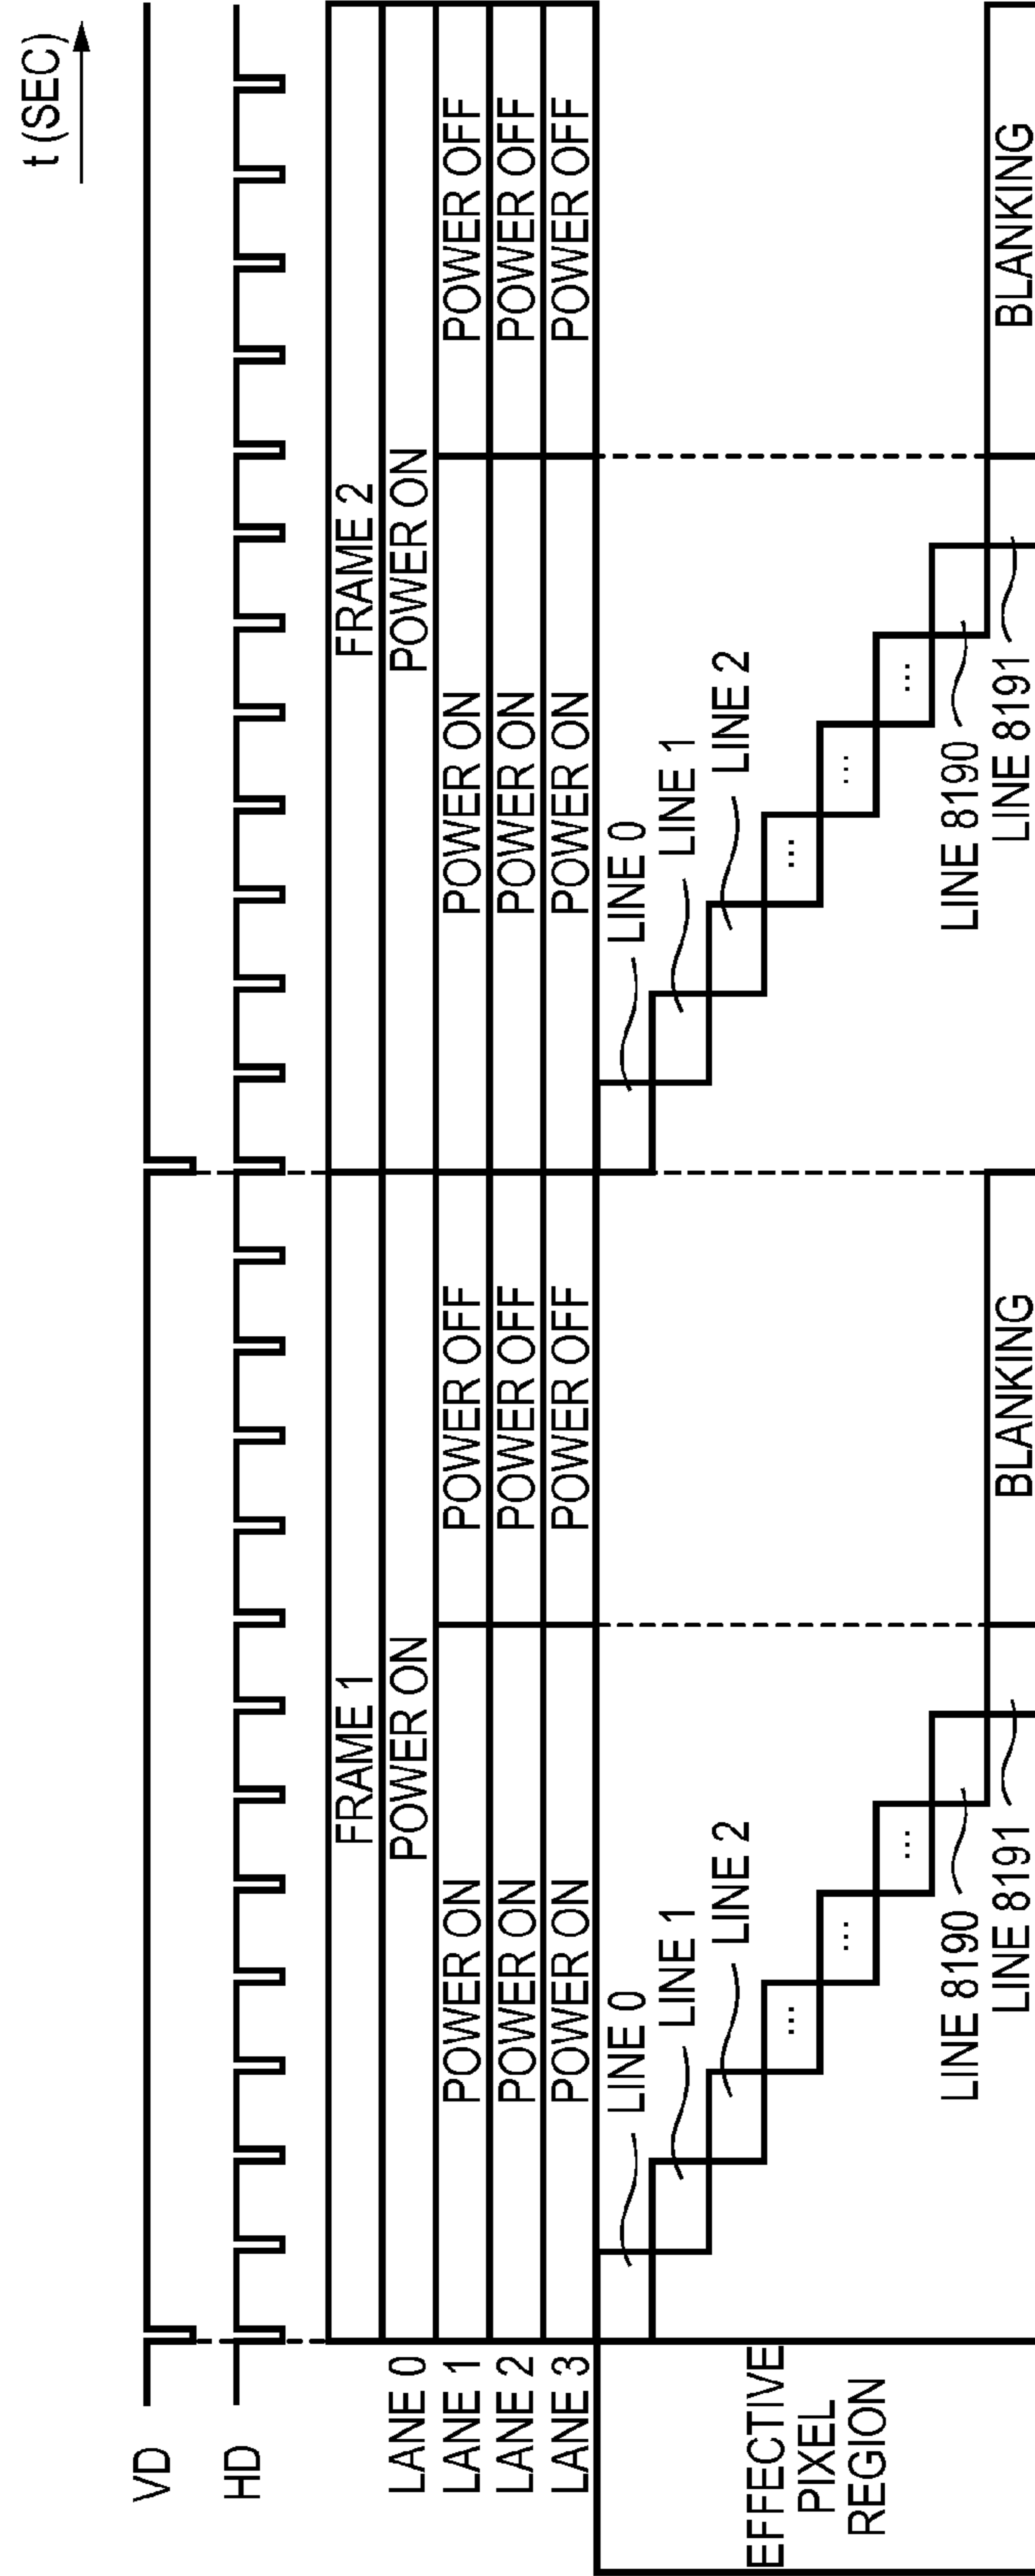 t (SEC)
VD
HD
FRAME 1
FRAME 2
LANE 0
POWER ON
POWER ON
LANE 1
POWER ON
POWER OFF
POWER ON
POWER OFF
LANE 2
POWER ON
POWER OFF
POWER ON
POWER OFF
LANE 3
POWER ON
POWER OFF
POWER ON
POWER OFF
EFFECTIVE
PIXEL
REGION
LINE 0
LINE 1
LINE 2
...
...
...
LINE 8190
LINE 8191
BLANKING
LINE 0
LINE 1
LINE 2
...
...
...
LINE 8190
LINE 8191
BLANKING